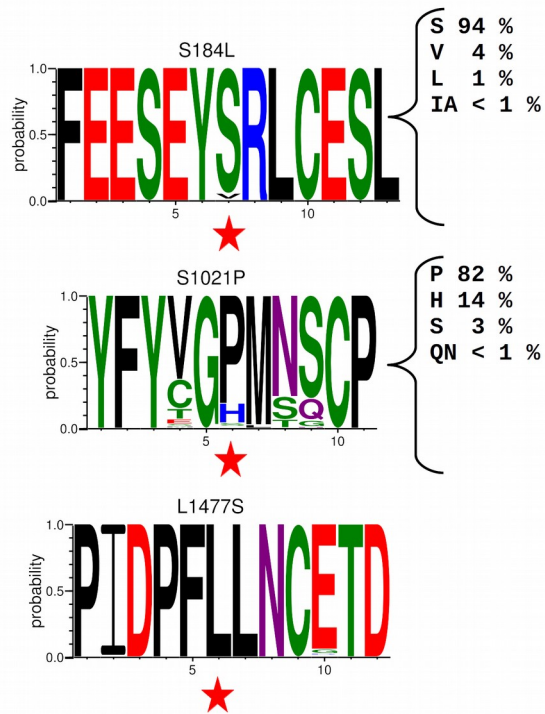 S184L
S 94 %
V 4 %
L 1 %
IA < 1 %
probability
1.0
0.5
0.0
FEESEYSRLCESL
V
5 10
S1021P
P 82 %
H 14 %
S 3 %
QN < 1 %
probability
1.0
0.5
0.0
YFYVGPMNSCP
C H S Q
T T G
5 10
L1477S
probability
1.0
0.5
0.0
PIDPFLLNCETD
5 10